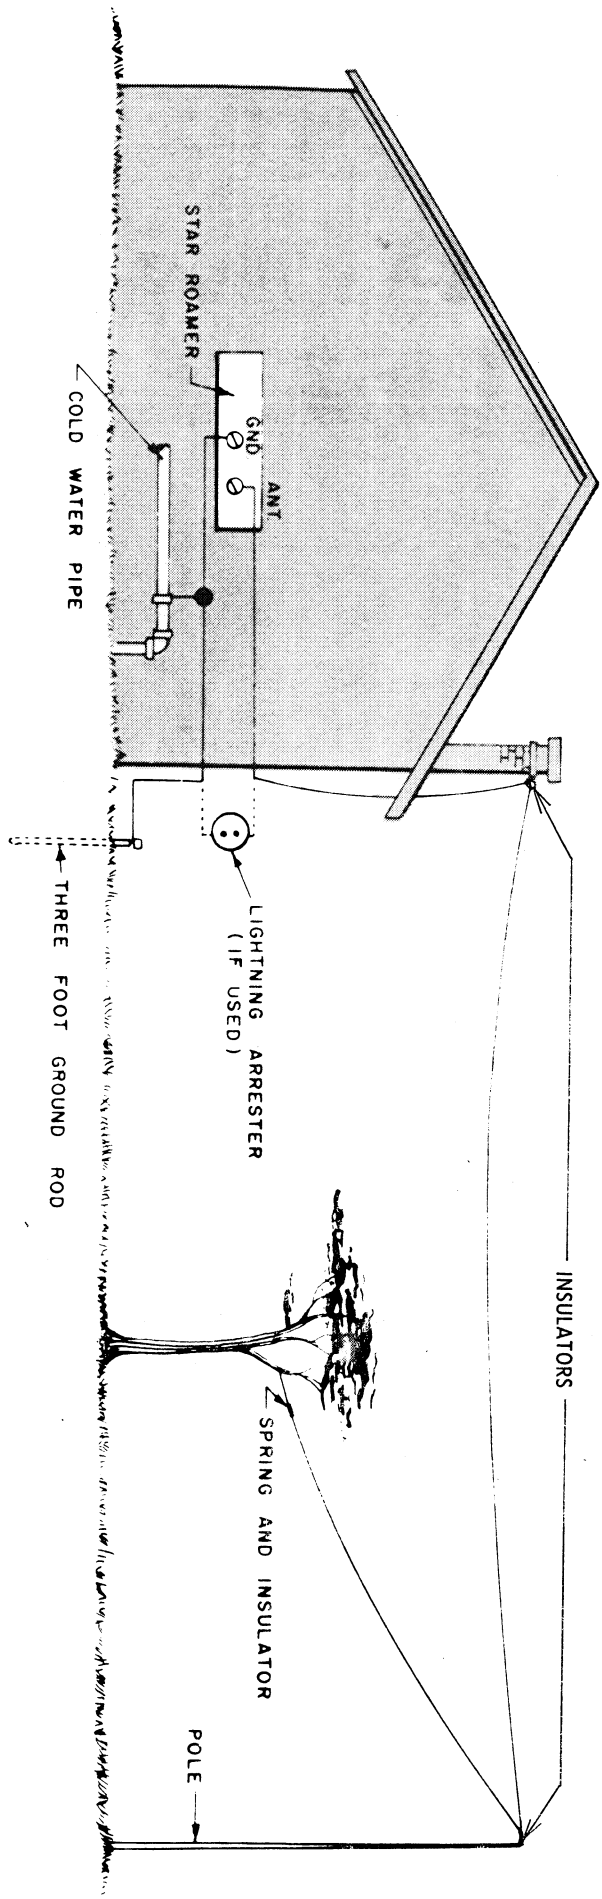 INSULATORS
STAR ROAMER
GND
ANT
COLD WATER PIPE
LIGHTNING ARRESTER
(IF USED)
THREE FOOT GROUND ROD
SPRING AND INSULATOR
POLE